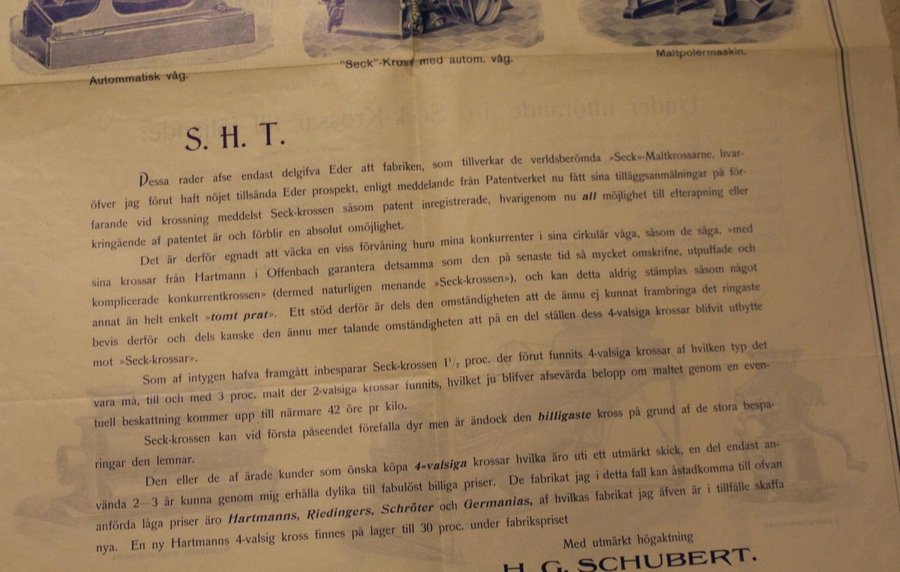 Autommatisk våg.
"Seck"-Kross med autom. våg.
Maltpolermaskin.
S. H. T.
Dessa rader afse endast delgifva Eder att fabriken, som tillverkar de verldsberömda »Seck»-Maltkrossarne, hvar-
öfver jag förut haft nöjet tillsända Eder prospekt, enligt meddelande från Patentverket nu fått sina tilläggsanmälningar på för-
farande vid krossning meddelst Seck-krossen såsom patent inregistrerade, hvarigenom nu all möjlighet till efterapning eller
kringående af patentet är och förblir en absolut omöjlighet.
Det är derför egnadt att väcka en viss förvåning huru mina konkurrenter i sina cirkulär våga, såsom de säga, »med
sina krossar från Hartmann i Offenbach garantera detsamma som den på senaste tid så mycket omskrifne, utpuffade och
komplicerade konkurrentkrossen» (dermed naturligen menande »Seck-krossen»), och kan detta aldrig stämplas såsom något
annat än helt enkelt »tomt prat». Ett stöd derför är dels den omständigheten att de ännu ej kunnat frambringa det ringaste
bevis derför och dels kanske den ännu mer talande omständigheten att på en del ställen dess 4-valsiga krossar blifvit utbytte
mot »Seck-krossar».
Som af intygen hafva framgått inbesparar Seck-krossen 1 1/2 proc. der förut funnits 4-valsiga krossar af hvilken typ det
vara må, till och med 3 proc. malt der 2-valsiga krossar funnits, hvilket ju blifver afsevärda belopp om maltet genom en even-
tuell beskattning kommer upp till närmare 42 öre pr kilo.
Seck-krossen kan vid första påseendet förefalla dyr men är ändock den billigaste kross på grund af de stora bespa-
ringar den lemnar.
Den eller de af ärade kunder som önska köpa 4-valsiga krossar hvilka äro uti ett utmärkt skick, en del endast an-
vända 2—3 år kunna genom mig erhålla dylika till fabulöst billiga priser. De fabrikat jag i detta fall kan åstadkomma till ofvan
anförda låga priser äro Hartmanns, Riedingers, Schröter och Germanias, af hvilkas fabrikat jag äfven är i tillfälle skaffa
nya. En ny Hartmanns 4-valsig kross finnes på lager till 30 proc. under fabrikspriset
Med utmärkt högaktning
H. G. SCHUBERT.